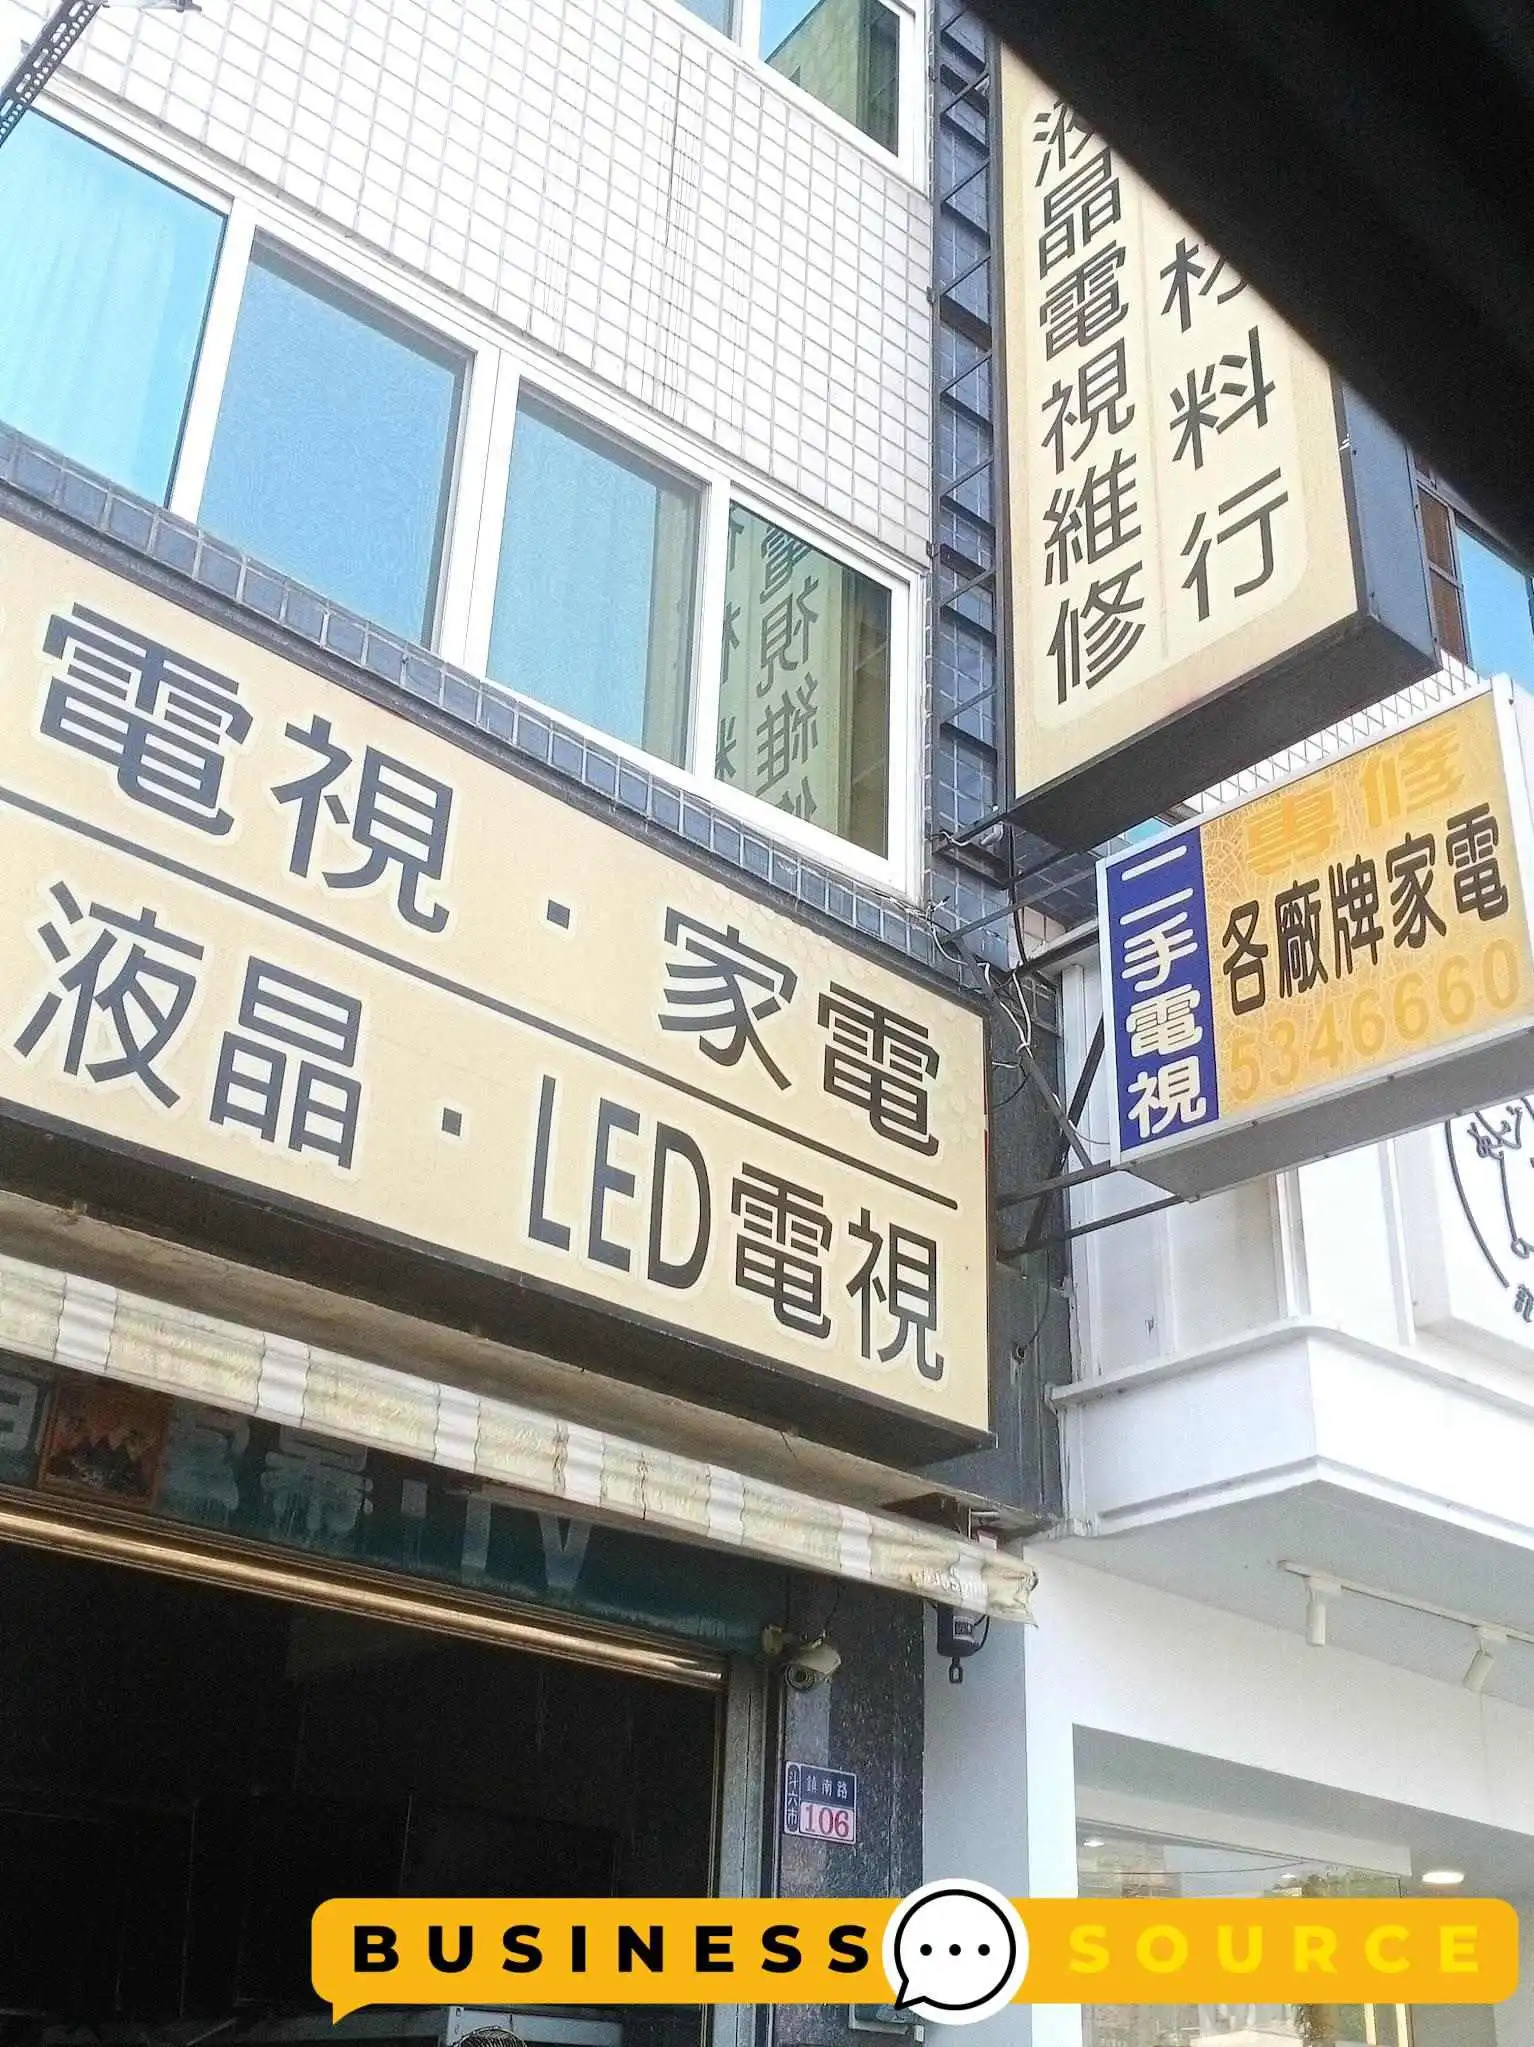 液晶電視維修
材料行
電視·家電
液晶·LED電視
專修
二手電視
各廠牌家電
5346660
斗六市
鎮南路
106
TV
BUSINESS SOURCE